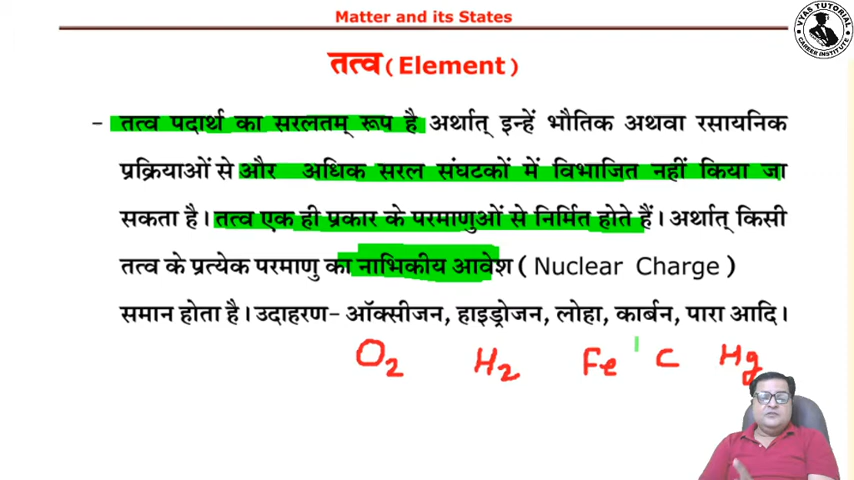 Matter and its States
VYAS TUTORIAL
CAREER INSTITUTE
तत्व ( Element )
- तत्व पदार्थ का सरलतम् रूप है अर्थात् इन्हें भौतिक अथवा रसायनिक
प्रक्रियाओं से और अधिक सरल संघटकों में विभाजित नहीं किया जा
सकता है। तत्व एक ही प्रकार के परमाणुओं से निर्मित होते हैं। अर्थात् किसी
तत्व के प्रत्येक परमाणु का नाभिकीय आवेश ( Nuclear Charge )
समान होता है। उदाहरण- ऑक्सीजन, हाइड्रोजन, लोहा, कार्बन, पारा आदि।
O2 H2 Fe C Hg